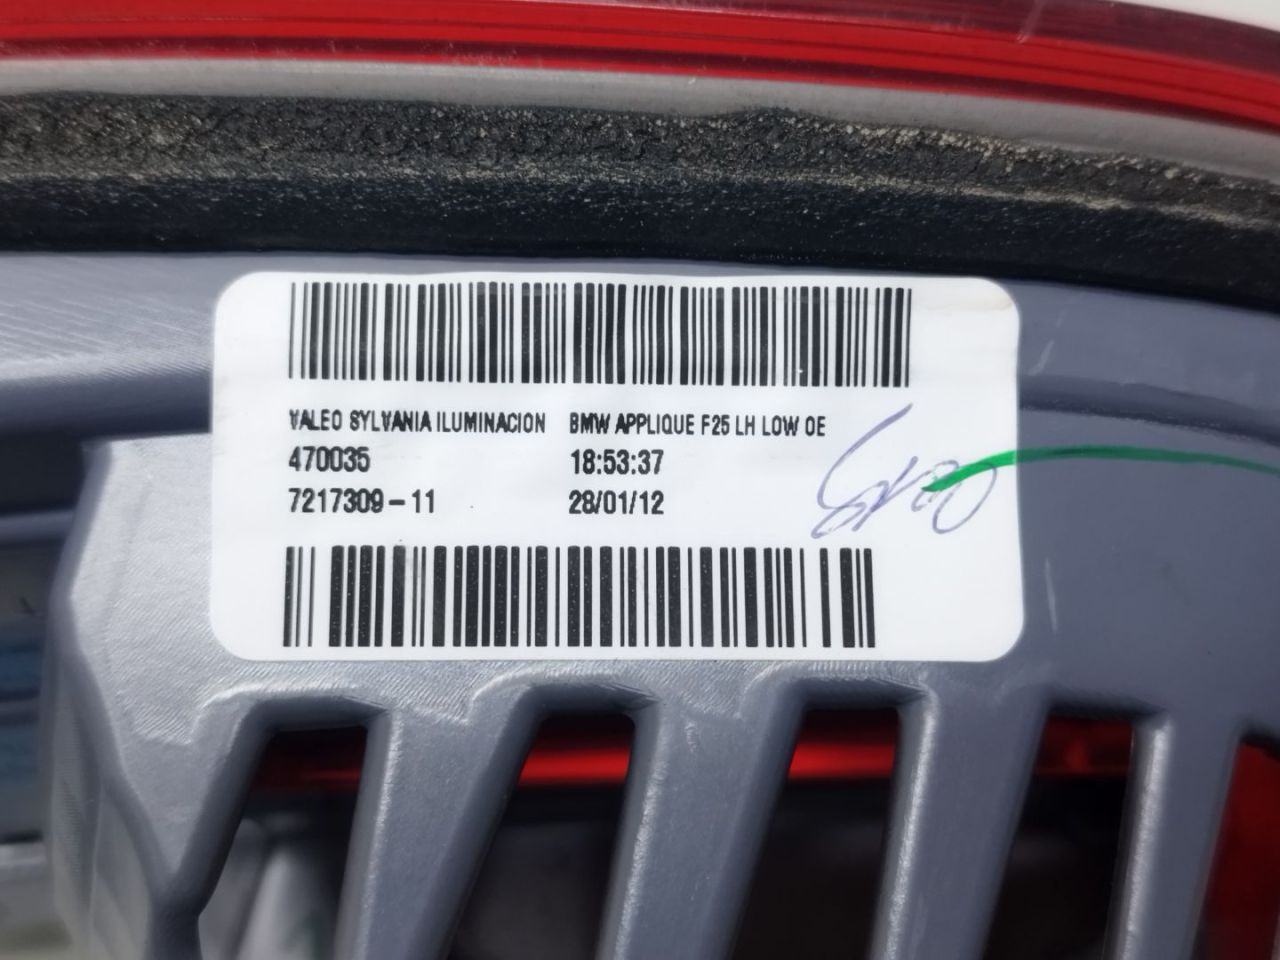 VALEO SYLVANIA ILUMINACION BMW APPLIQUE F25 LH LOW OE
470035 18:53:37
7217309-11 28/01/12